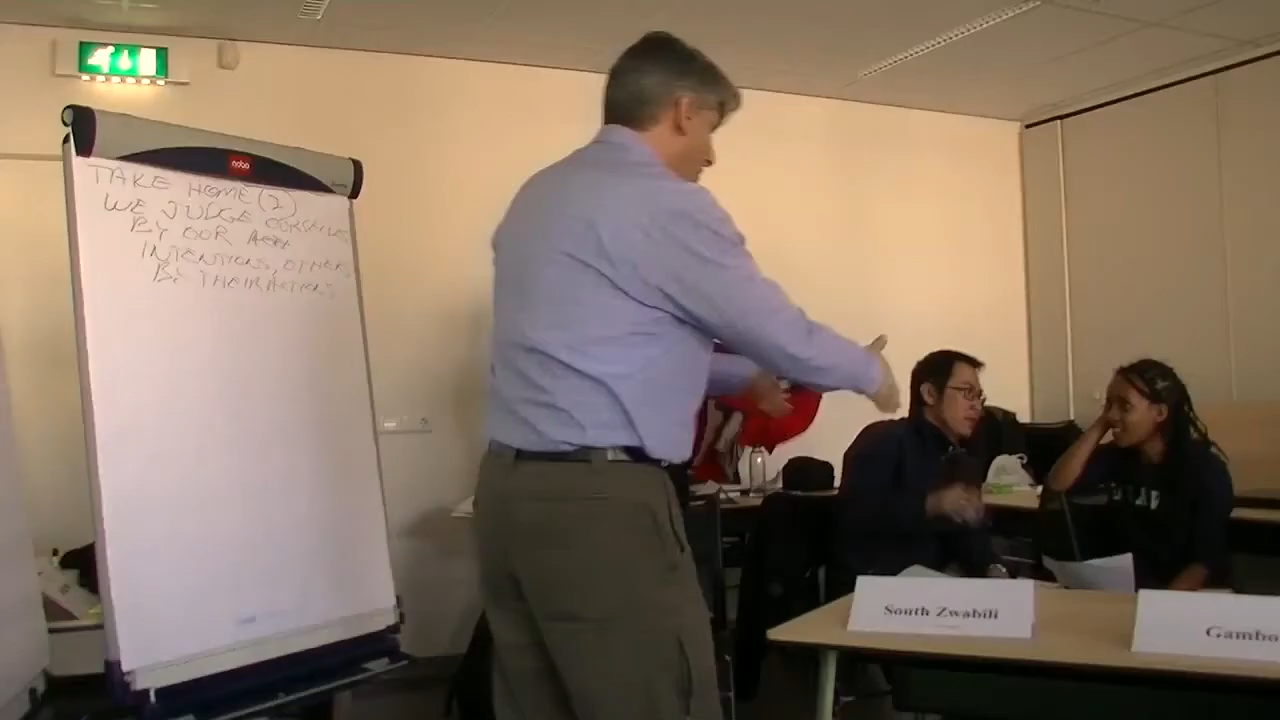 nobo
TAKE HOME (2)
WE JUDGE OURSELVES
BY OUR
INTENTIONS, OTHERS
BY THEIR ACTIONS
South Zwabili
Gambo